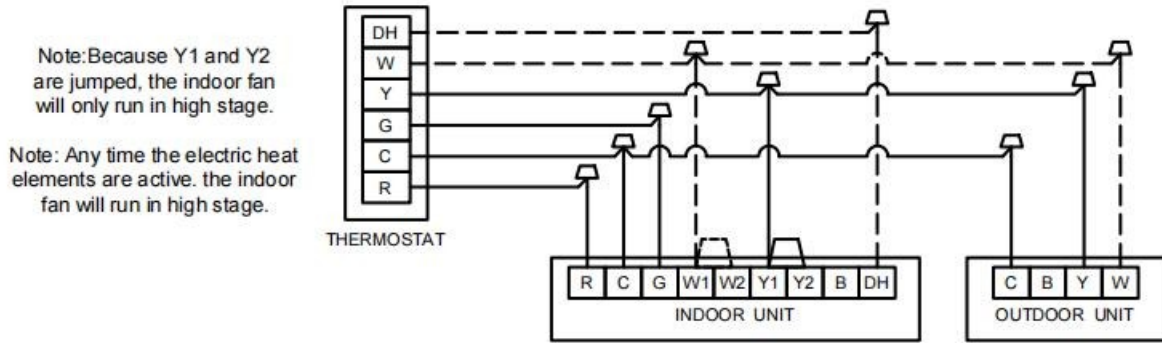 Note:Because Y1 and Y2
are jumped, the indoor fan
will only run in high stage.
Note: Any time the electric heat
elements are active. the indoor
fan will run in high stage.
DH
W
Y
G
C
R
THERMOSTAT
R C G W1 W2 Y1 Y2 B DH
INDOOR UNIT
C B Y W
OUTDOOR UNIT